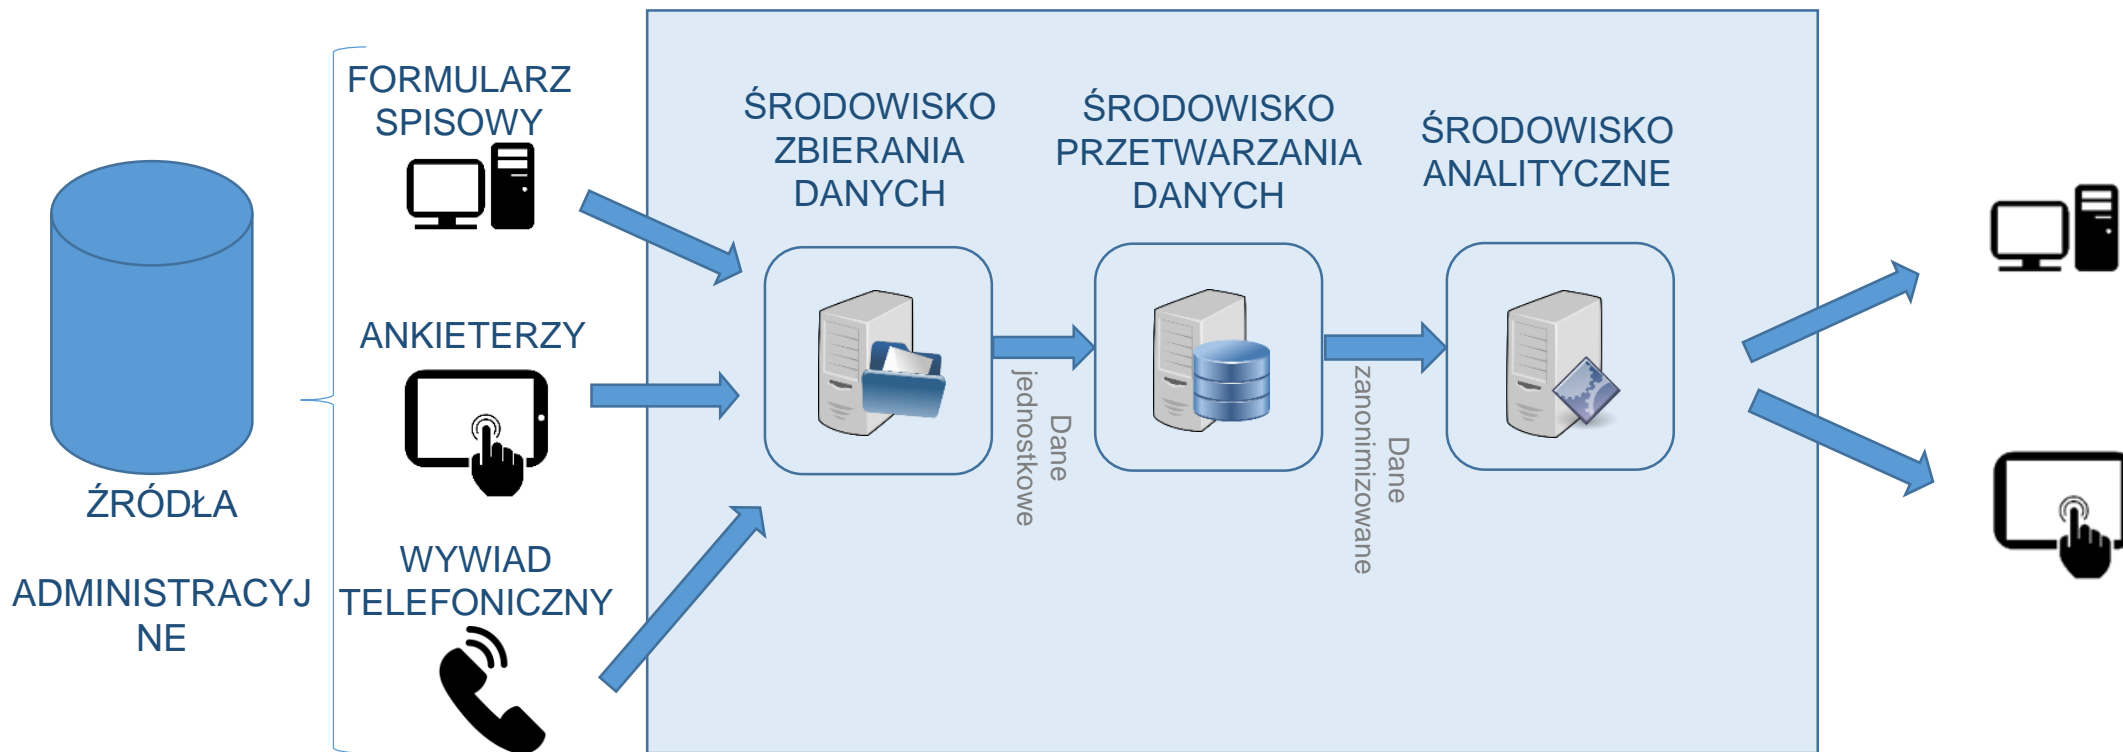 ŹRÓDŁA
ADMINISTRACYJ
NE
FORMULARZ
SPISOWY
ANKIETERZY
WYWIAD
TELEFONICZNY
ŚRODOWISKO
ZBIERANIA
DANYCH
Dane
jednostkowe
ŚRODOWISKO
PRZETWARZANIA
DANYCH
Dane
zanonimizowane
ŚRODOWISKO
ANALITYCZNE